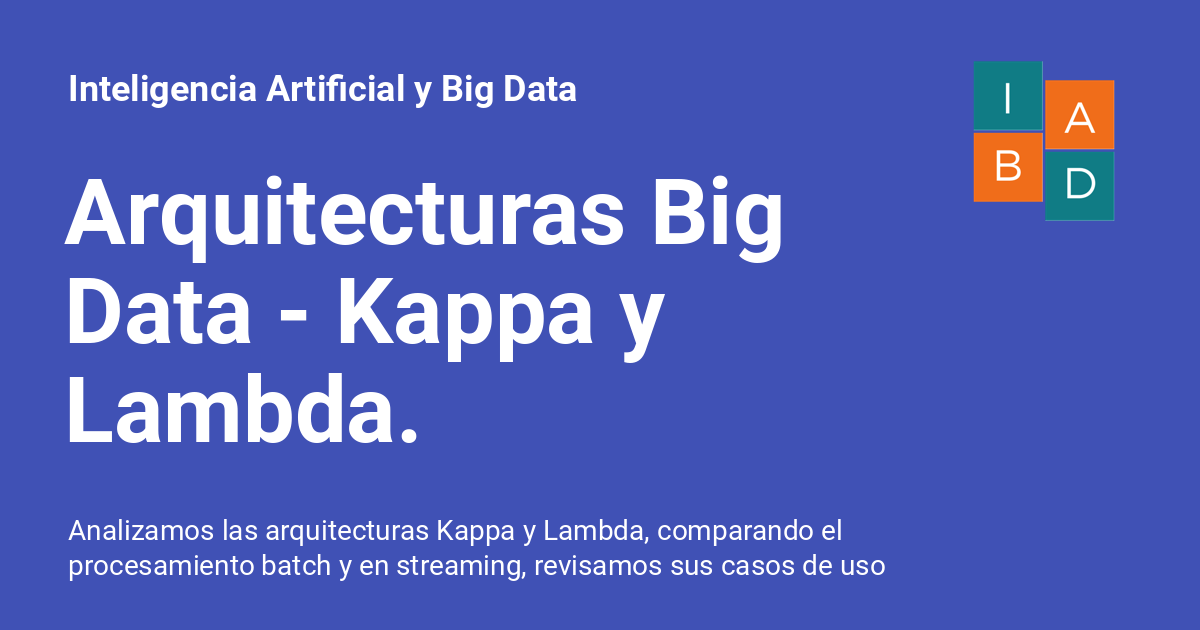 Inteligencia Artificial y Big Data
I A
B D
Arquitecturas Big
Data - Kappa y
Lambda.
Analizamos las arquitecturas Kappa y Lambda, comparando el
procesamiento batch y en streaming, revisamos sus casos de uso